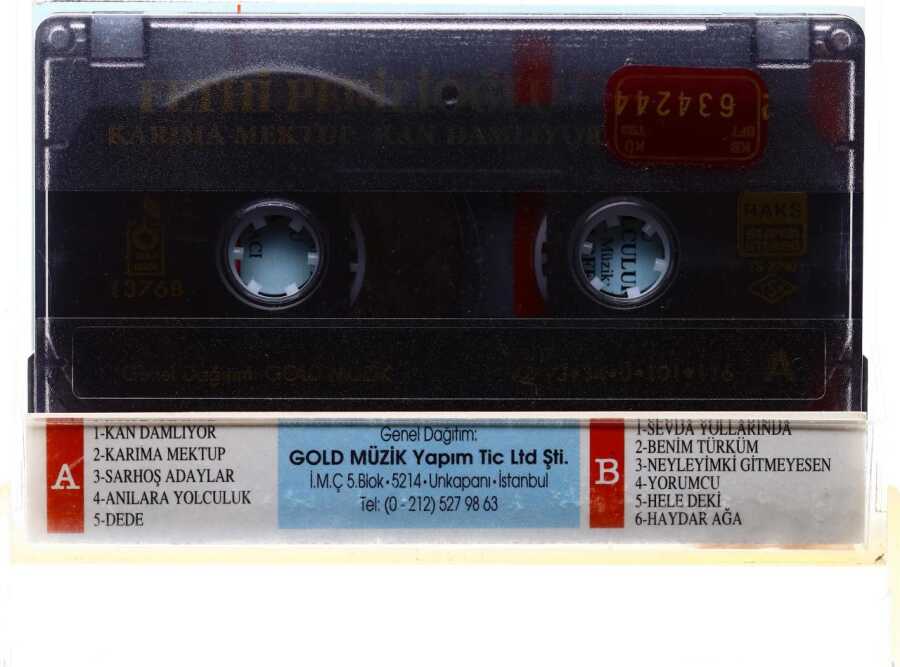 KARIMA MEKTUP KAN DAMLIYOR
634244
RAKS
13768
Genel Dağıtım: GOLD MÜZİK
A
A
1-KAN DAMLIYOR
2-KARIMA MEKTUP
3-SARHOŞ ADAYLAR
4-ANILARA YOLCULUK
5-DEDE
Genel Dağıtım:
GOLD MÜZİK Yapım Tic Ltd Şti.
İ.M.Ç 5.Blok • 5214 • Unkapanı • İstanbul
Tel: (0 - 212) 527 98 63
B
1-SEVDA YOLLARINDA
2-BENİM TÜRKÜM
3-NEYLEYİMKİ GİTMEYESEN
4-YORUMCU
5-HELE DEKİ
6-HAYDAR AĞA